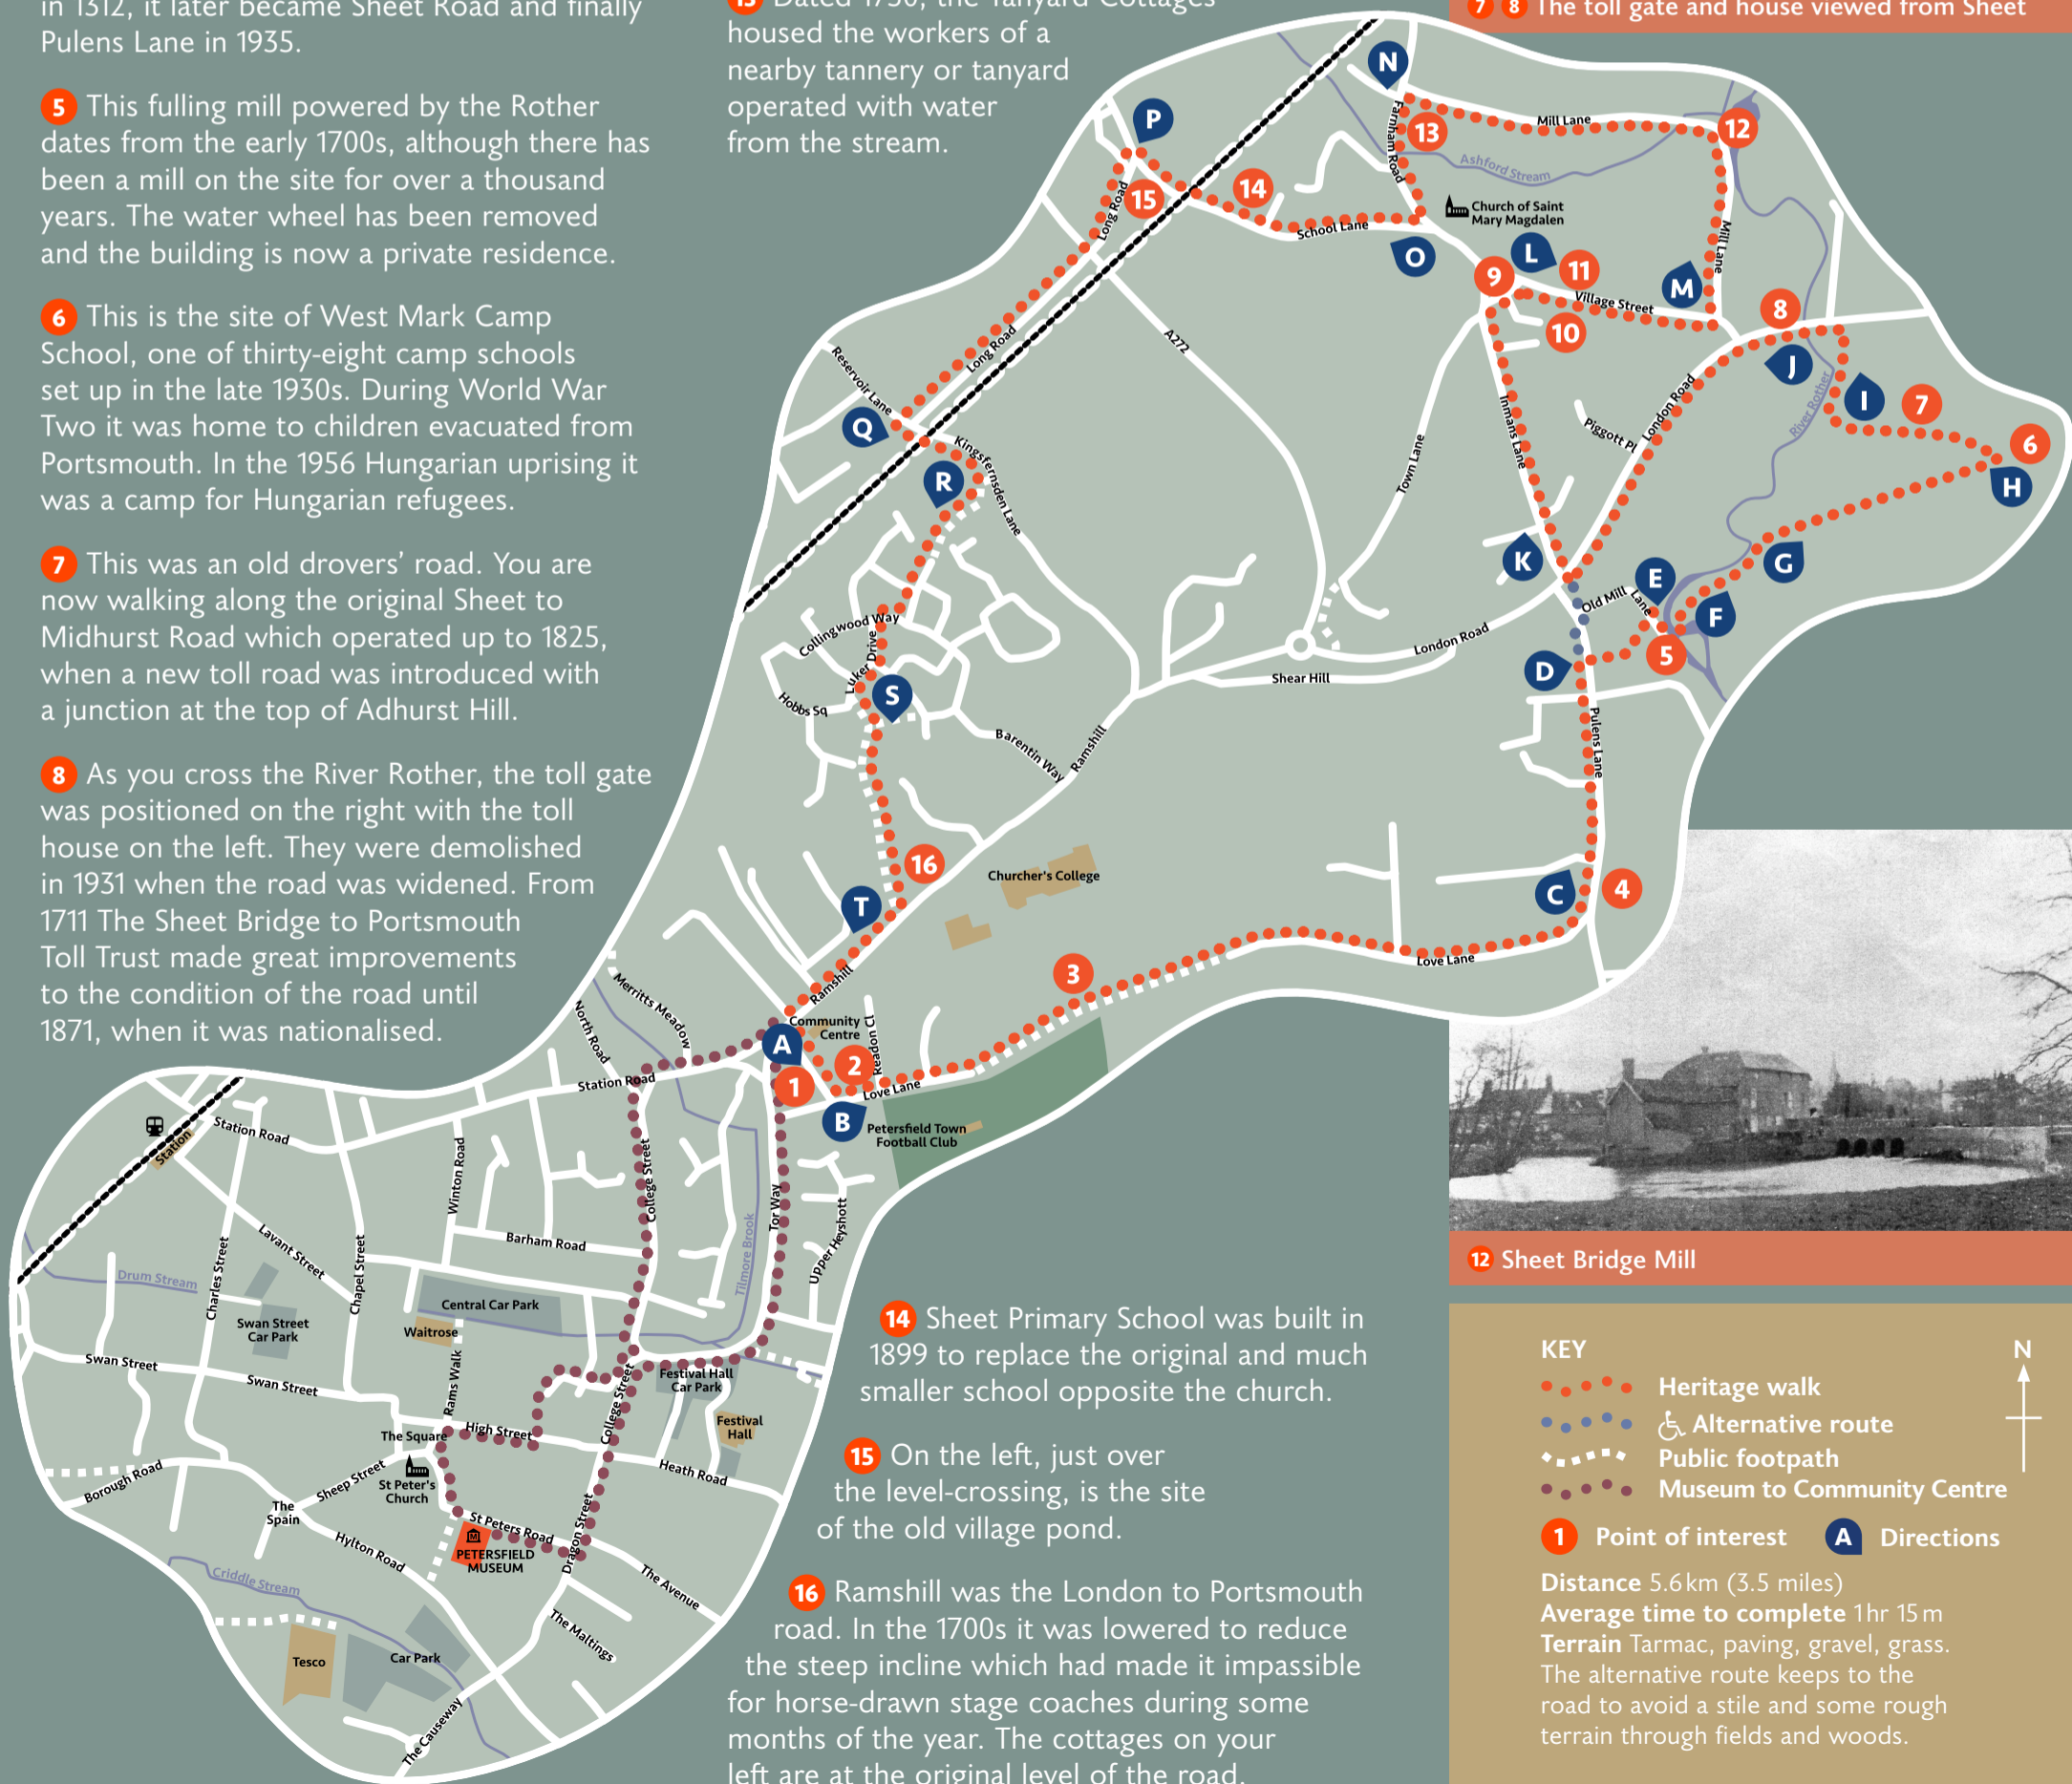 in 1312, it later became Sheet Road and finally
Pulens Lane in 1935.
5 This fulling mill powered by the Rother
dates from the early 1700s, although there has
been a mill on the site for over a thousand
years. The water wheel has been removed
and the building is now a private residence.
6 This is the site of West Mark Camp
School, one of thirty-eight camp schools
set up in the late 1930s. During World War
Two it was home to children evacuated from
Portsmouth. In the 1956 Hungarian uprising it
was a camp for Hungarian refugees.
7 This was an old drovers’ road. You are
now walking along the original Sheet to
Midhurst Road which operated up to 1825,
when a new toll road was introduced with
a junction at the top of Adhurst Hill.
8 As you cross the River Rother, the toll gate
was positioned on the right with the toll
house on the left. They were demolished
in 1931 when the road was widened. From
1711 The Sheet Bridge to Portsmouth
Toll Trust made great improvements
to the condition of the road until
1871, when it was nationalised.
13 Dated 1750, the Tanyard Cottages
housed the workers of a
nearby tannery or tanyard
operated with water
from the stream.
7 8 The toll gate and house viewed from Sheet
N
P
13
Farnham Road
Mill Lane
12
Ashford Stream
15
14
Long Road
School Lane
Church of Saint
Mary Magdalen
O
L
9
11
M
Mill Lane
Village Street
10
8
J
I
7
6
H
River Rother
A272
Long Road
Reservoir Lane
Q
Kingsfernsden Lane
R
Town Lane
Inmans Lane
Piggott Pl
London Road
K
E
G
Old Mill
Lane
F
5
D
London Road
Shear Hill
Collingwood Way
Luker Drive
S
Hobbs Sq
Barentin Way
Ramshill
Pulens Lane
16
Churcher's College
T
C
4
Love Lane
3
Ramshill
Merritts Meadow
North Road
Community
Centre
A
Reapon Cl
2
1
Love Lane
B
Petersfield Town
Football Club
Station Road
Station
Station Road
Winton Road
College Street
Tor Way
Upper Heyshott
Tilmore Brook
Barham Road
Lavant Street
Charles Street
Chapel Street
Drum Stream
Central Car Park
Waitrose
Swan Street
Car Park
Swan Street
Swan Street
Rams Walk
Festival Hall
Car Park
Festival
Hall
College Street
High Street
The Square
Heath Road
Sheep Street
St Peter's
Church
Borough Road
The
Spain
St Peters Road
Dragon Street
PETERSFIELD
MUSEUM
Hylton Road
The Avenue
Criddle Stream
The Maltings
Tesco
Car Park
The Causeway
12 Sheet Bridge Mill
14 Sheet Primary School was built in
1899 to replace the original and much
smaller school opposite the church.
15 On the left, just over
the level-crossing, is the site
of the old village pond.
16 Ramshill was the London to Portsmouth
road. In the 1700s it was lowered to reduce
the steep incline which had made it impassible
for horse-drawn stage coaches during some
months of the year. The cottages on your
left are at the original level of the road.
KEY
N
Heritage walk
Alternative route
Public footpath
Museum to Community Centre
1 Point of interest
A Directions
Distance 5.6km (3.5 miles)
Average time to complete 1hr 15m
Terrain Tarmac, paving, gravel, grass.
The alternative route keeps to the
road to avoid a stile and some rough
terrain through fields and woods.